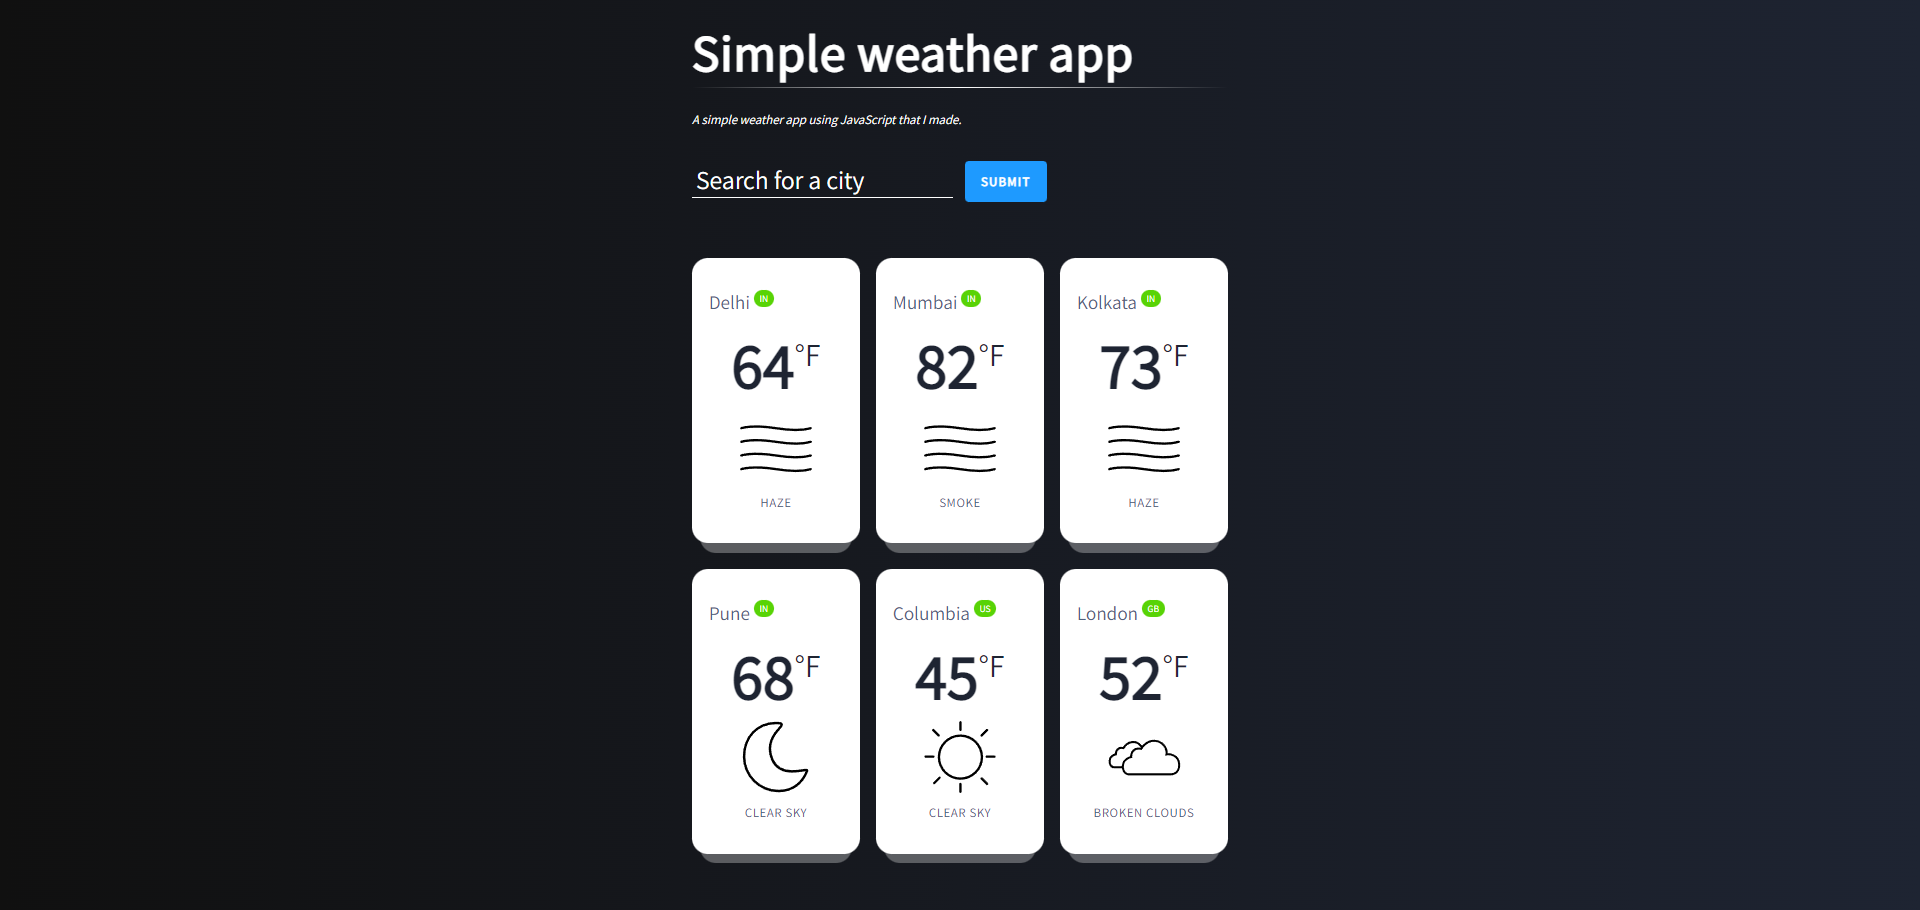 Simple weather app
A simple weather app using JavaScript that I made.
Search for a city SUBMIT
Delhi IN
64°F
HAZE
Mumbai IN
82°F
SMOKE
Kolkata IN
73°F
HAZE
Pune IN
68°F
CLEAR SKY
Columbia US
45°F
CLEAR SKY
London GB
52°F
BROKEN CLOUDS